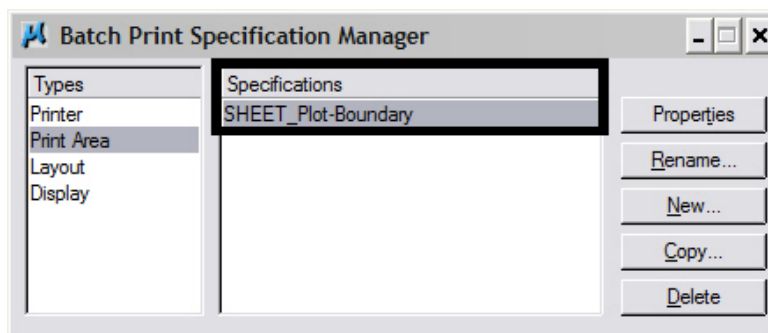 Batch Print Specification Manager
Types
Printer
Print Area
Layout
Display
Specifications
SHEET_Plot-Boundary
Properties
Rename...
New...
Copy...
Delete